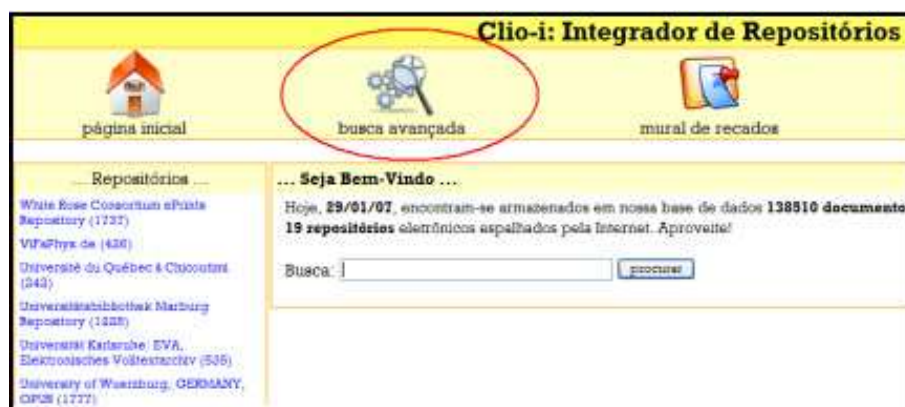 Clio-i: Integrador de Repositórios
página inicial
busca avançada
mural de recados
... Repositórios ...
White Rose Consortium ePrints
Repository (1737)
ViFaPhys de (426)
Université du Québec à Chicoutimi
(242)
Universitätsbibliothek Marburg
Repository
Universität Karlsruhe, EVA,
Elektronisches Volltextarchiv (535)
University of Wuerzburg, GERMANY,
OPUS (1777)
... Seja Bem-Vindo ...
Hoje, 29/01/07, encontram-se armazenados em nossa base de dados 138510 documento
19 repositórios eletrônicos espalhados pela Internet. Aproveite!
Busca:
procurar